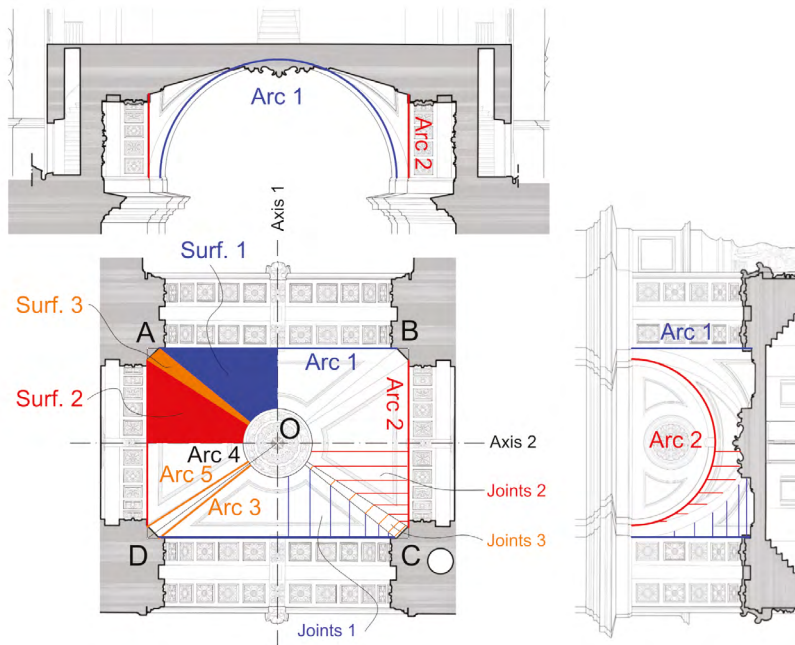 Arc 1
Arc 2
Axis 1
Surf. 1
Surf. 3
A
B
Arc 1
Arc 1
Surf. 2
Arc 2
O
Arc 4
Axis 2
Arc 2
Arc 5
Arc 3
Joints 2
Joints 3
D
C
Joints 1